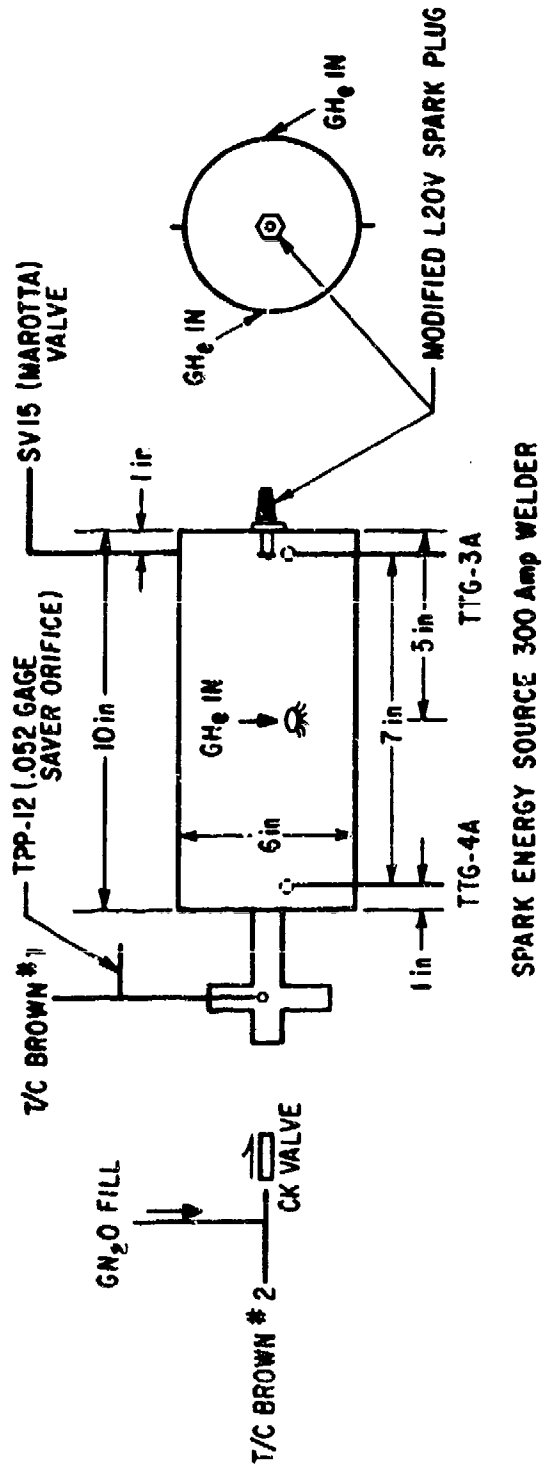 GN₂O FILL
T/C BROWN #2
CK VALVE
T/C BROWN #1
TPP-12 (.052 GAGE
SAVER ORIFICE)
SV15 (MAROTTA)
VALVE
10in
1in
6in
GHe IN
TTG-4A
1in
7in
5in
TTG-3A
GHe IN
GHe IN
MODIFIED L20V SPARK PLUG
SPARK ENERGY SOURCE 300 Amp WELDER